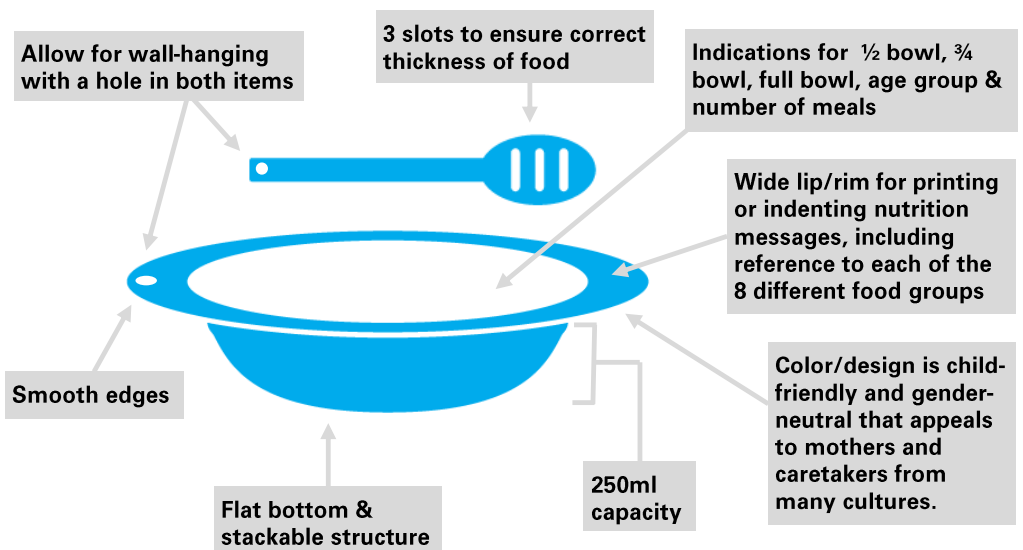 Allow for wall-hanging
with a hole in both items
3 slots to ensure correct
thickness of food
Indications for ½ bowl, ¾
bowl, full bowl, age group &
number of meals
Wide lip/rim for printing
or indenting nutrition
messages, including
reference to each of the
8 different food groups
Smooth edges
Color/design is child-
friendly and gender-
neutral that appeals
to mothers and
caretakers from
many cultures.
250ml
capacity
Flat bottom &
stackable structure